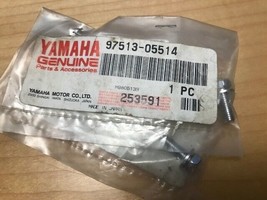 YAMAHA
GENUINE
Parts & Accessories
97513-05514
1 PC
253591
YAMAHA MOTOR CO., LTD.
MADE IN JAPAN